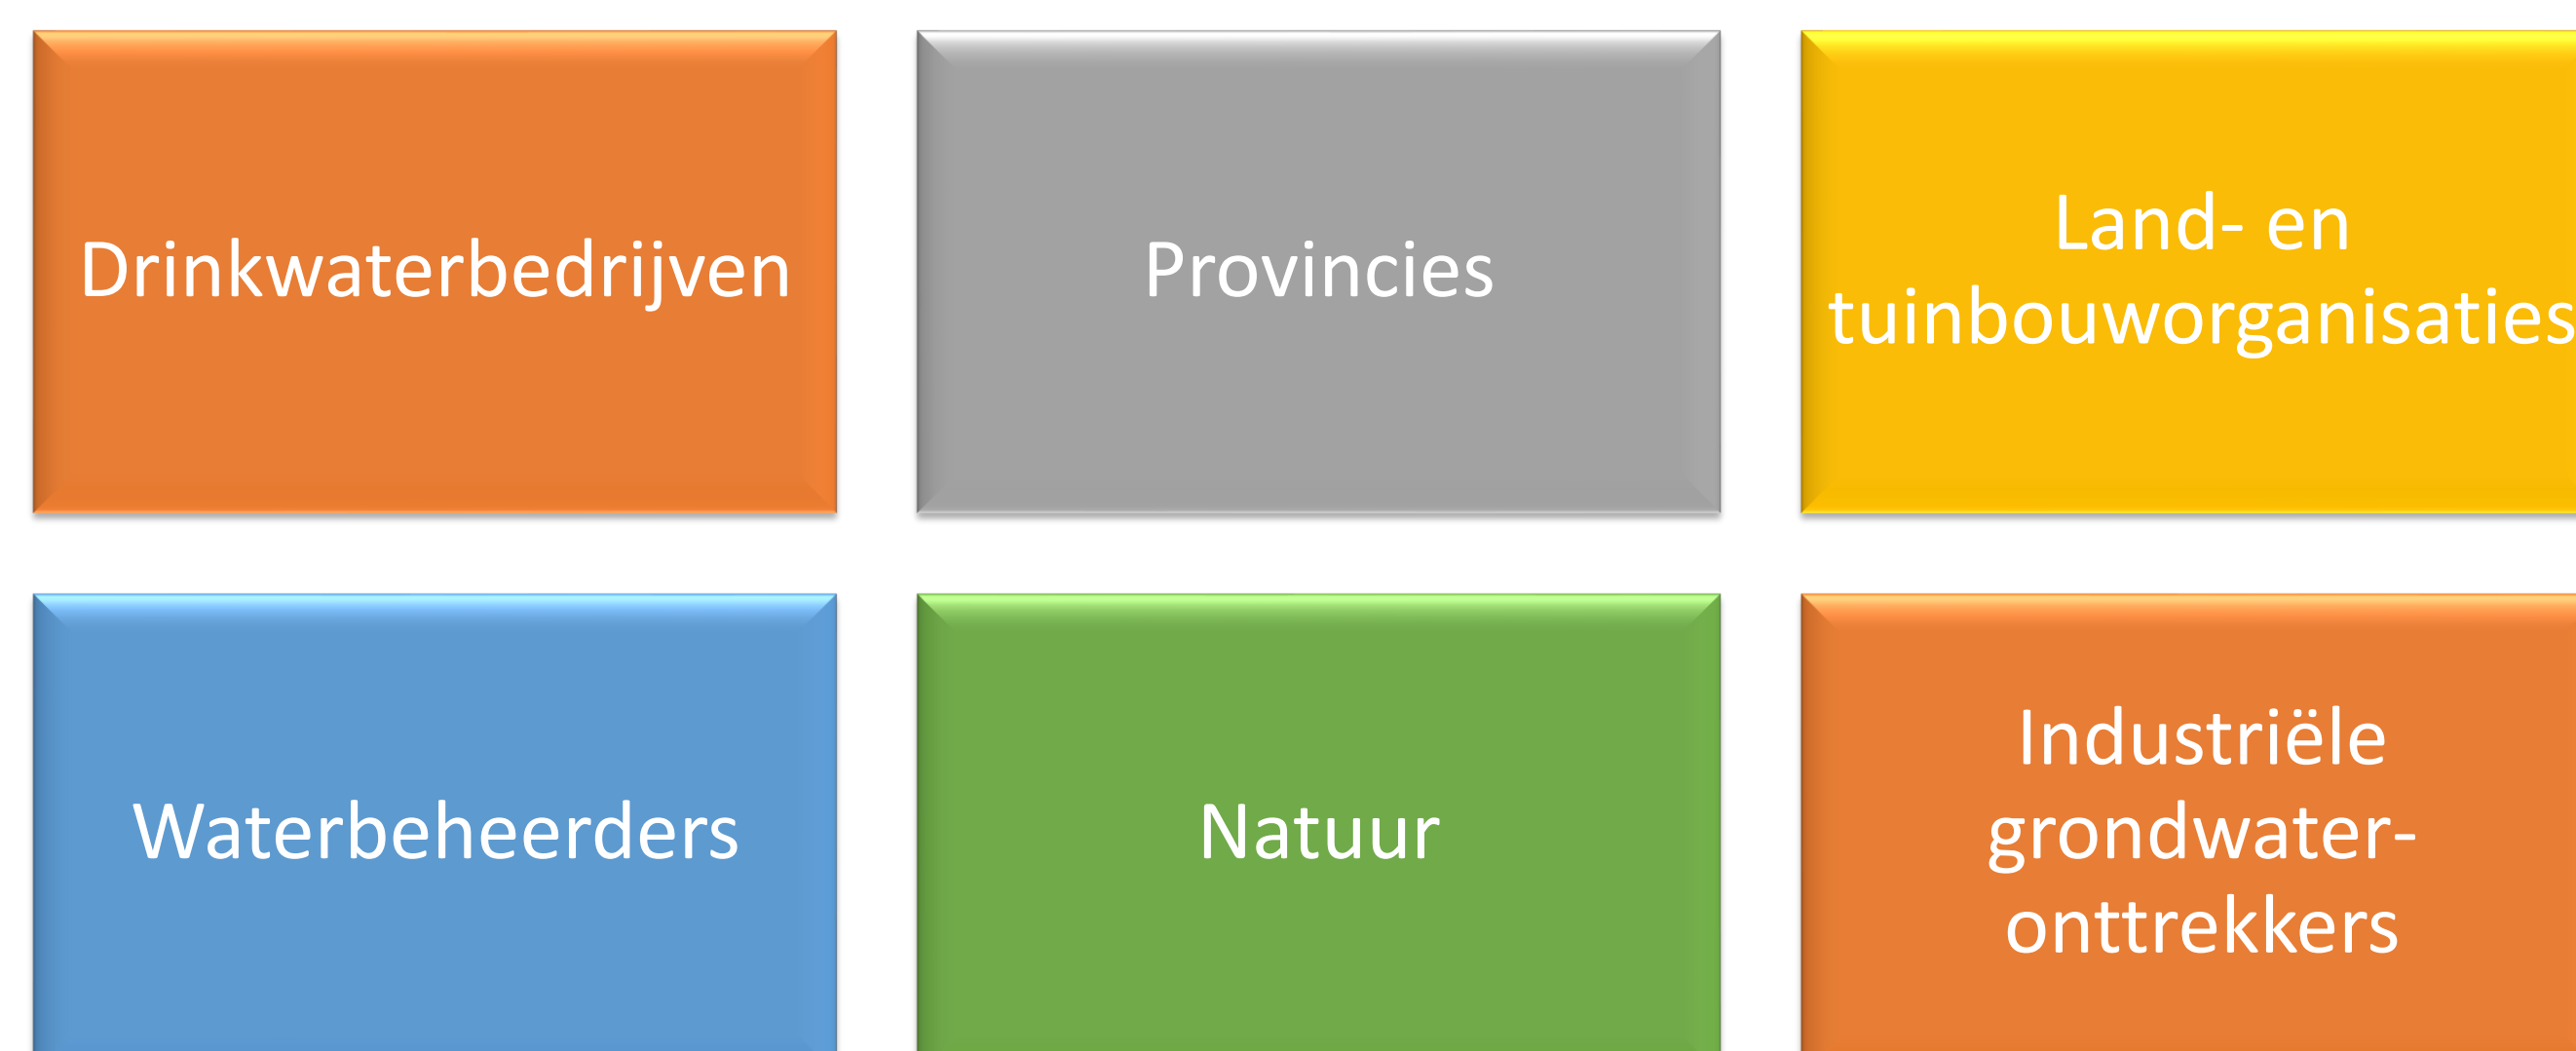 Drinkwaterbedrijven
Provincies
Land- en
tuinbouworganisaties
Waterbeheerders
Natuur
Industriële
grondwater-
onttrekkers